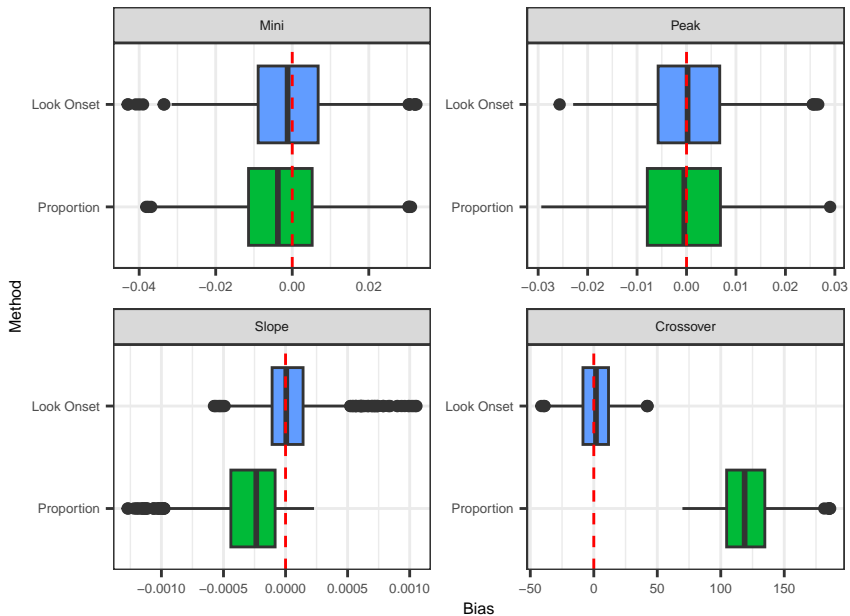 Mini
Peak
Look Onset
Proportion
−0.04 −0.02 0.00 0.02
Look Onset
Proportion
−0.03 −0.02 −0.01 0.00 0.01 0.02 0.03
Method
Slope
Crossover
Look Onset
Proportion
−0.0010 −0.0005 0.0000 0.0005 0.0010
Look Onset
Proportion
−50 0 50 100 150
Bias